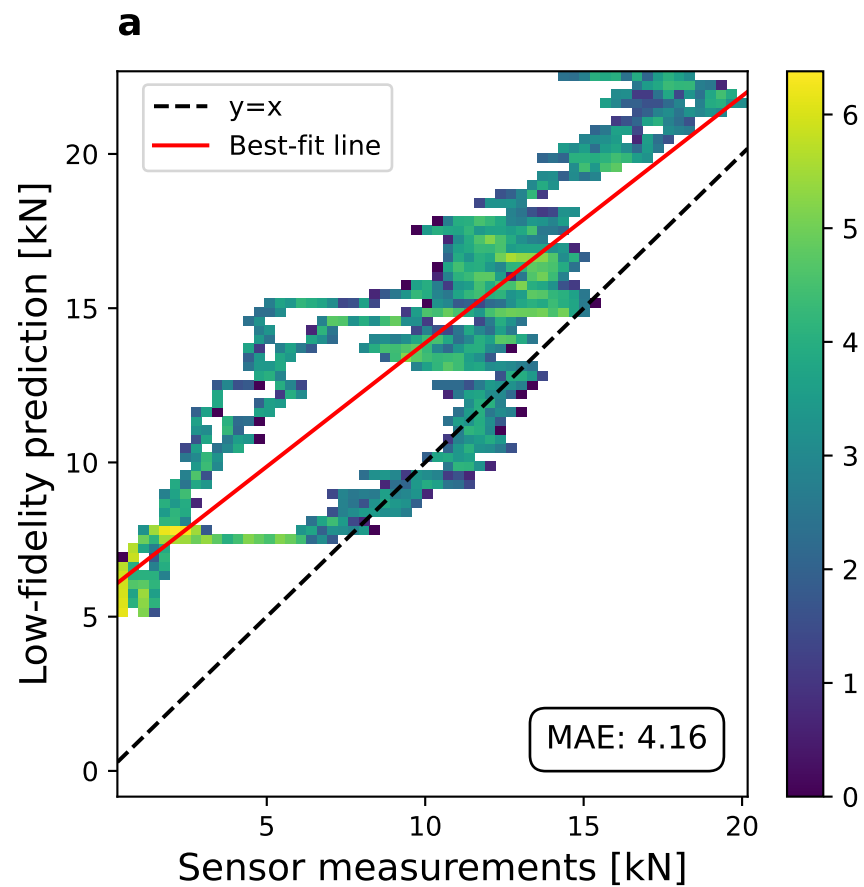 a
y=x
Best-fit line
Low-fidelity prediction [kN]
20
15
10
5
0
MAE: 4.16
5
10
15
20
Sensor measurements [kN]
6
5
4
3
2
1
0